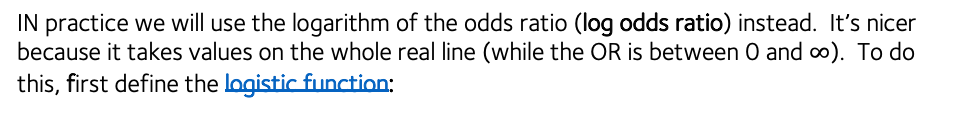 IN practice we will use the logarithm of the odds ratio (log odds ratio) instead.  It's nicer
because it takes values on the whole real line (while the OR is between 0 and ∞).  To do
this, first define the logistic function: